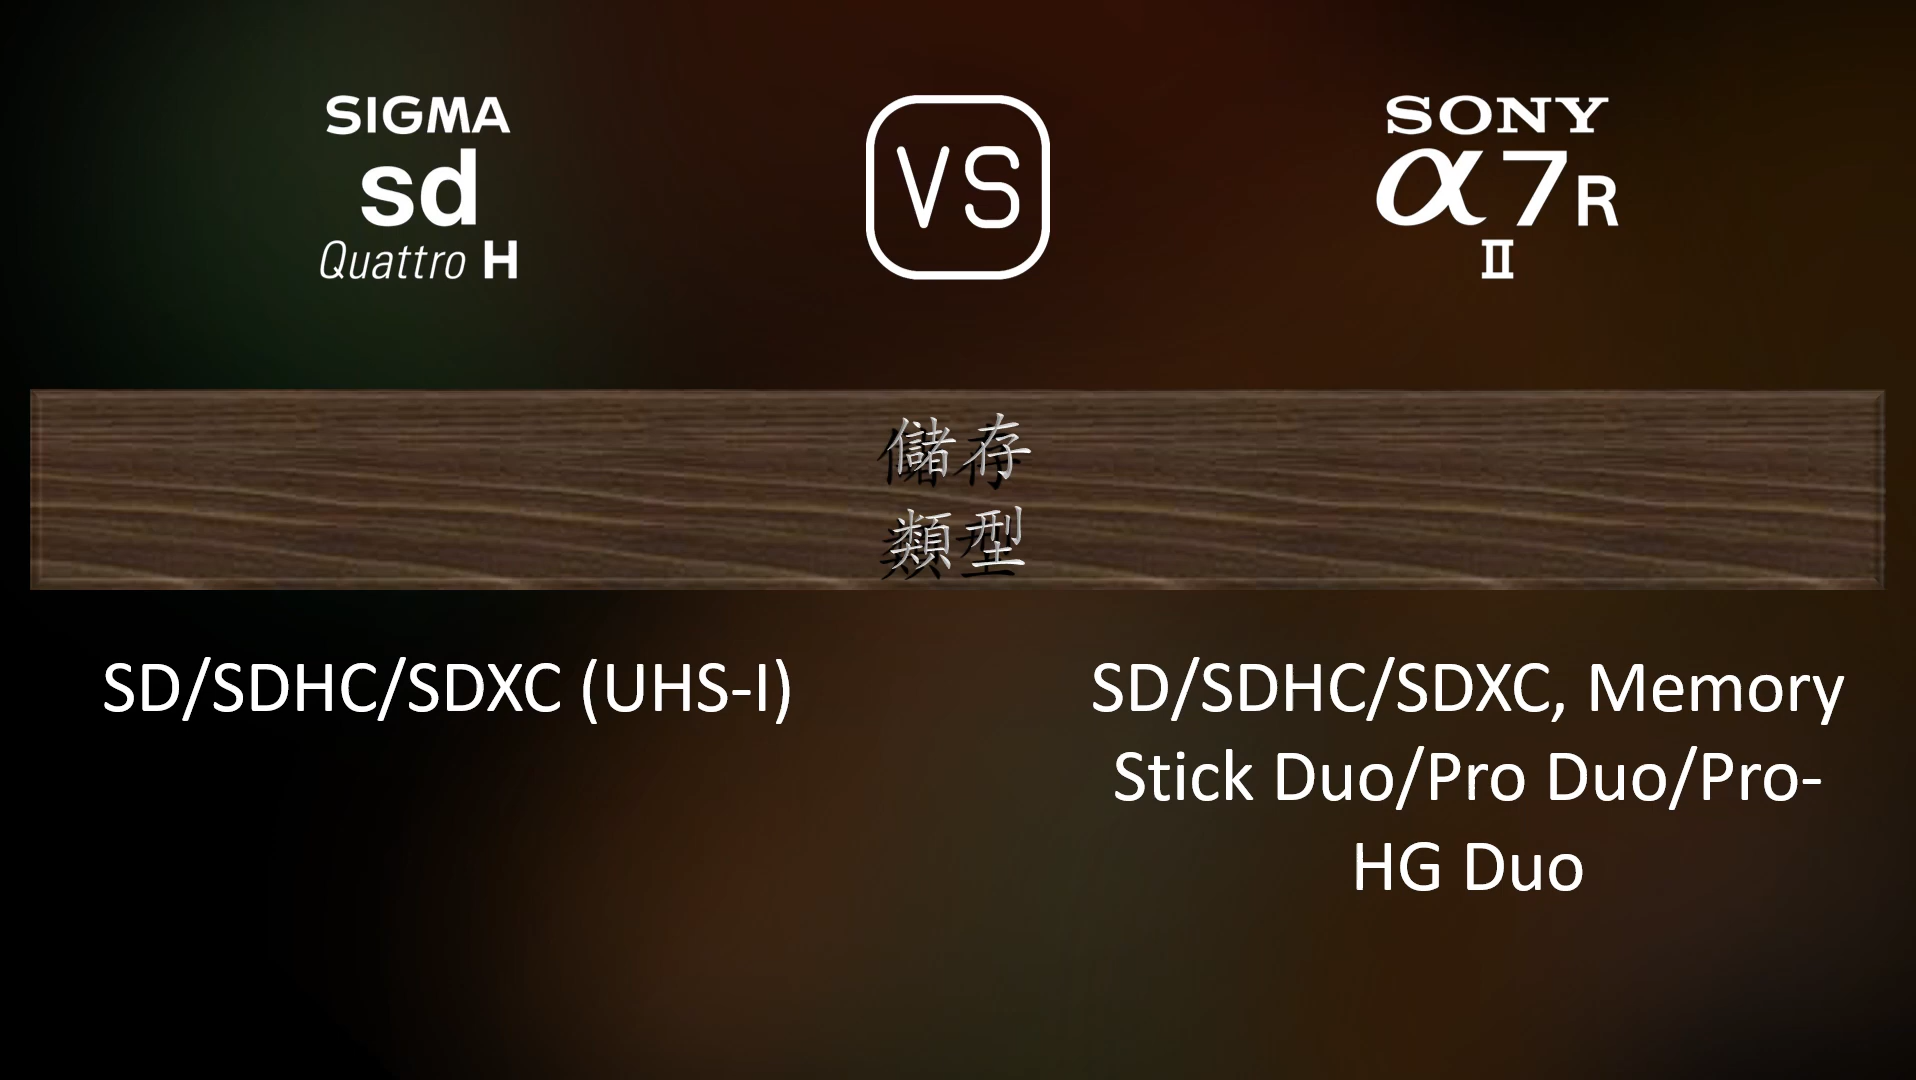 SIGMA
sd
Quattro H
VS
SONY
α7R
II
儲存
類型
SD/SDHC/SDXC (UHS-I)
SD/SDHC/SDXC, Memory
Stick Duo/Pro Duo/Pro-
HG Duo